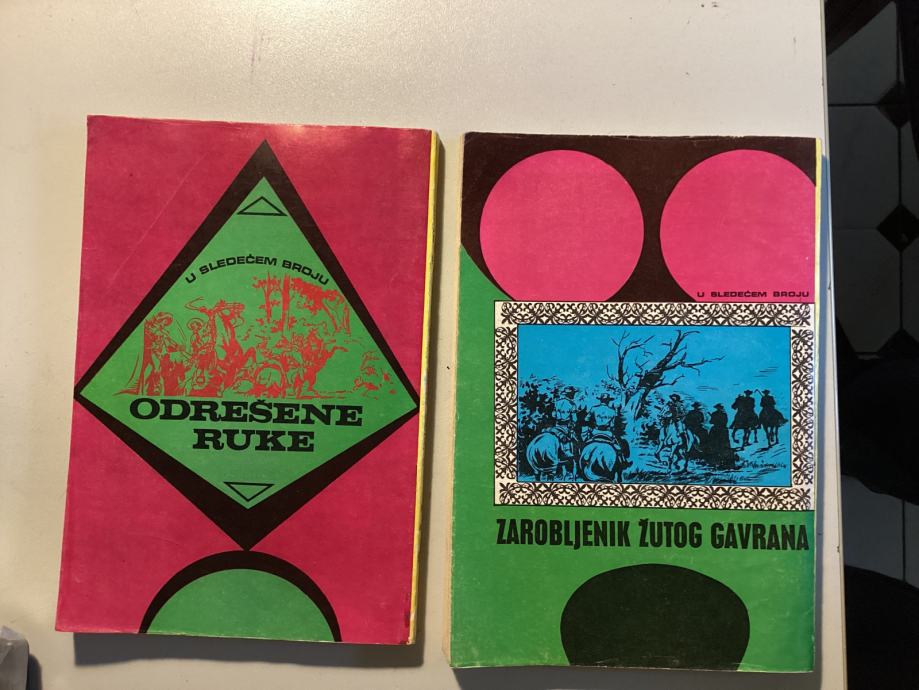 U SLEDEĆEM BROJU
ODREŠENE
RUKE
U SLEDEĆEM BROJU
ZAROBLJENIK ŽUTOG GAVRANA